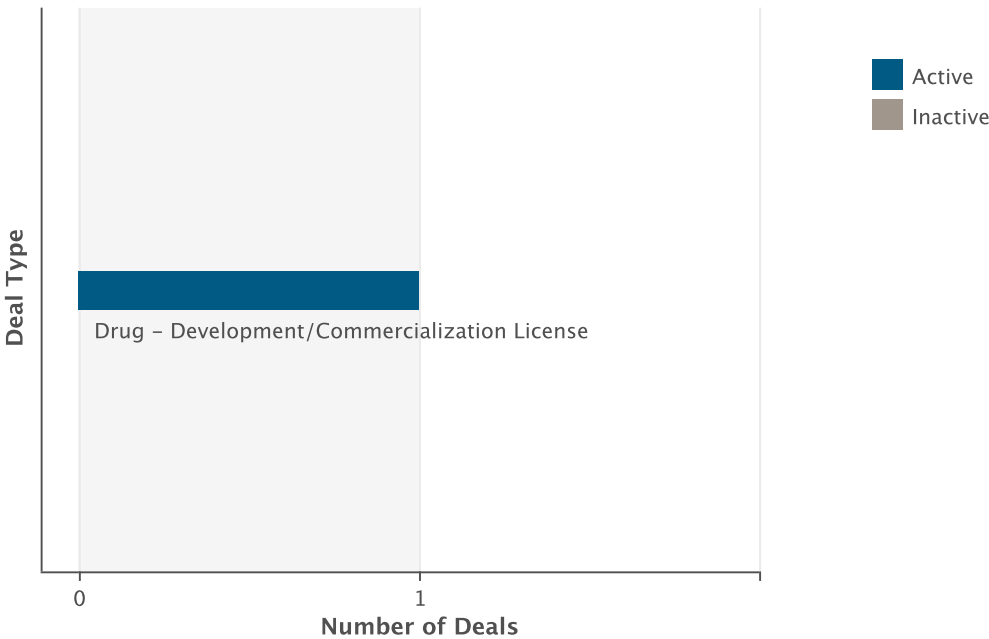 Active
Inactive
Deal Type
Drug – Development/Commercialization License
0
1
Number of Deals